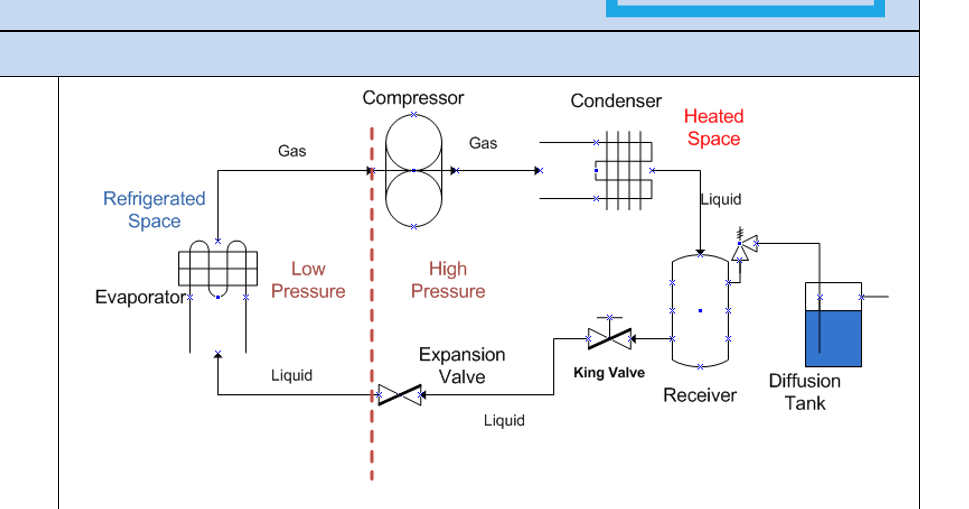 Compressor
Condenser
Heated
Space
Gas
Gas
Refrigerated
Space
Liquid
Low
Pressure
High
Pressure
Evaporator
Expansion
Valve
King Valve
Liquid
Receiver
Diffusion
Tank
Liquid